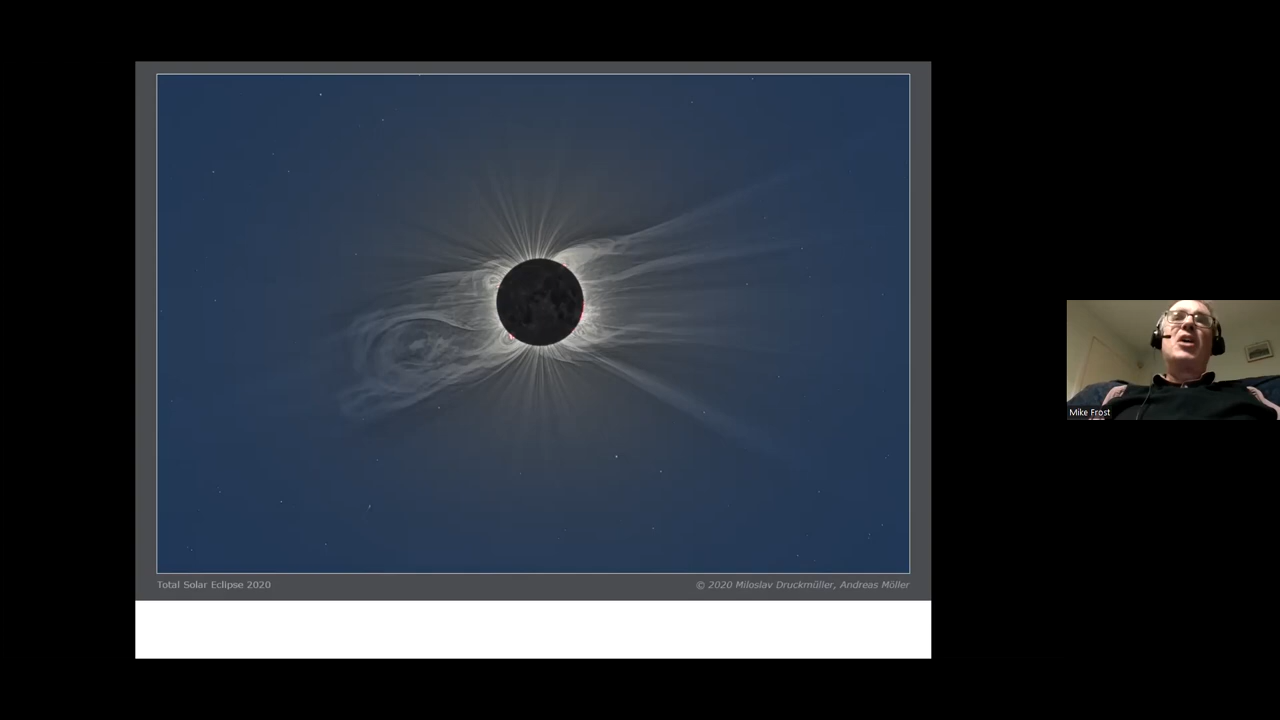 Total Solar Eclipse 2020
© 2020 Miloslav Druckmüller, Andreas Möller
Mike Frost